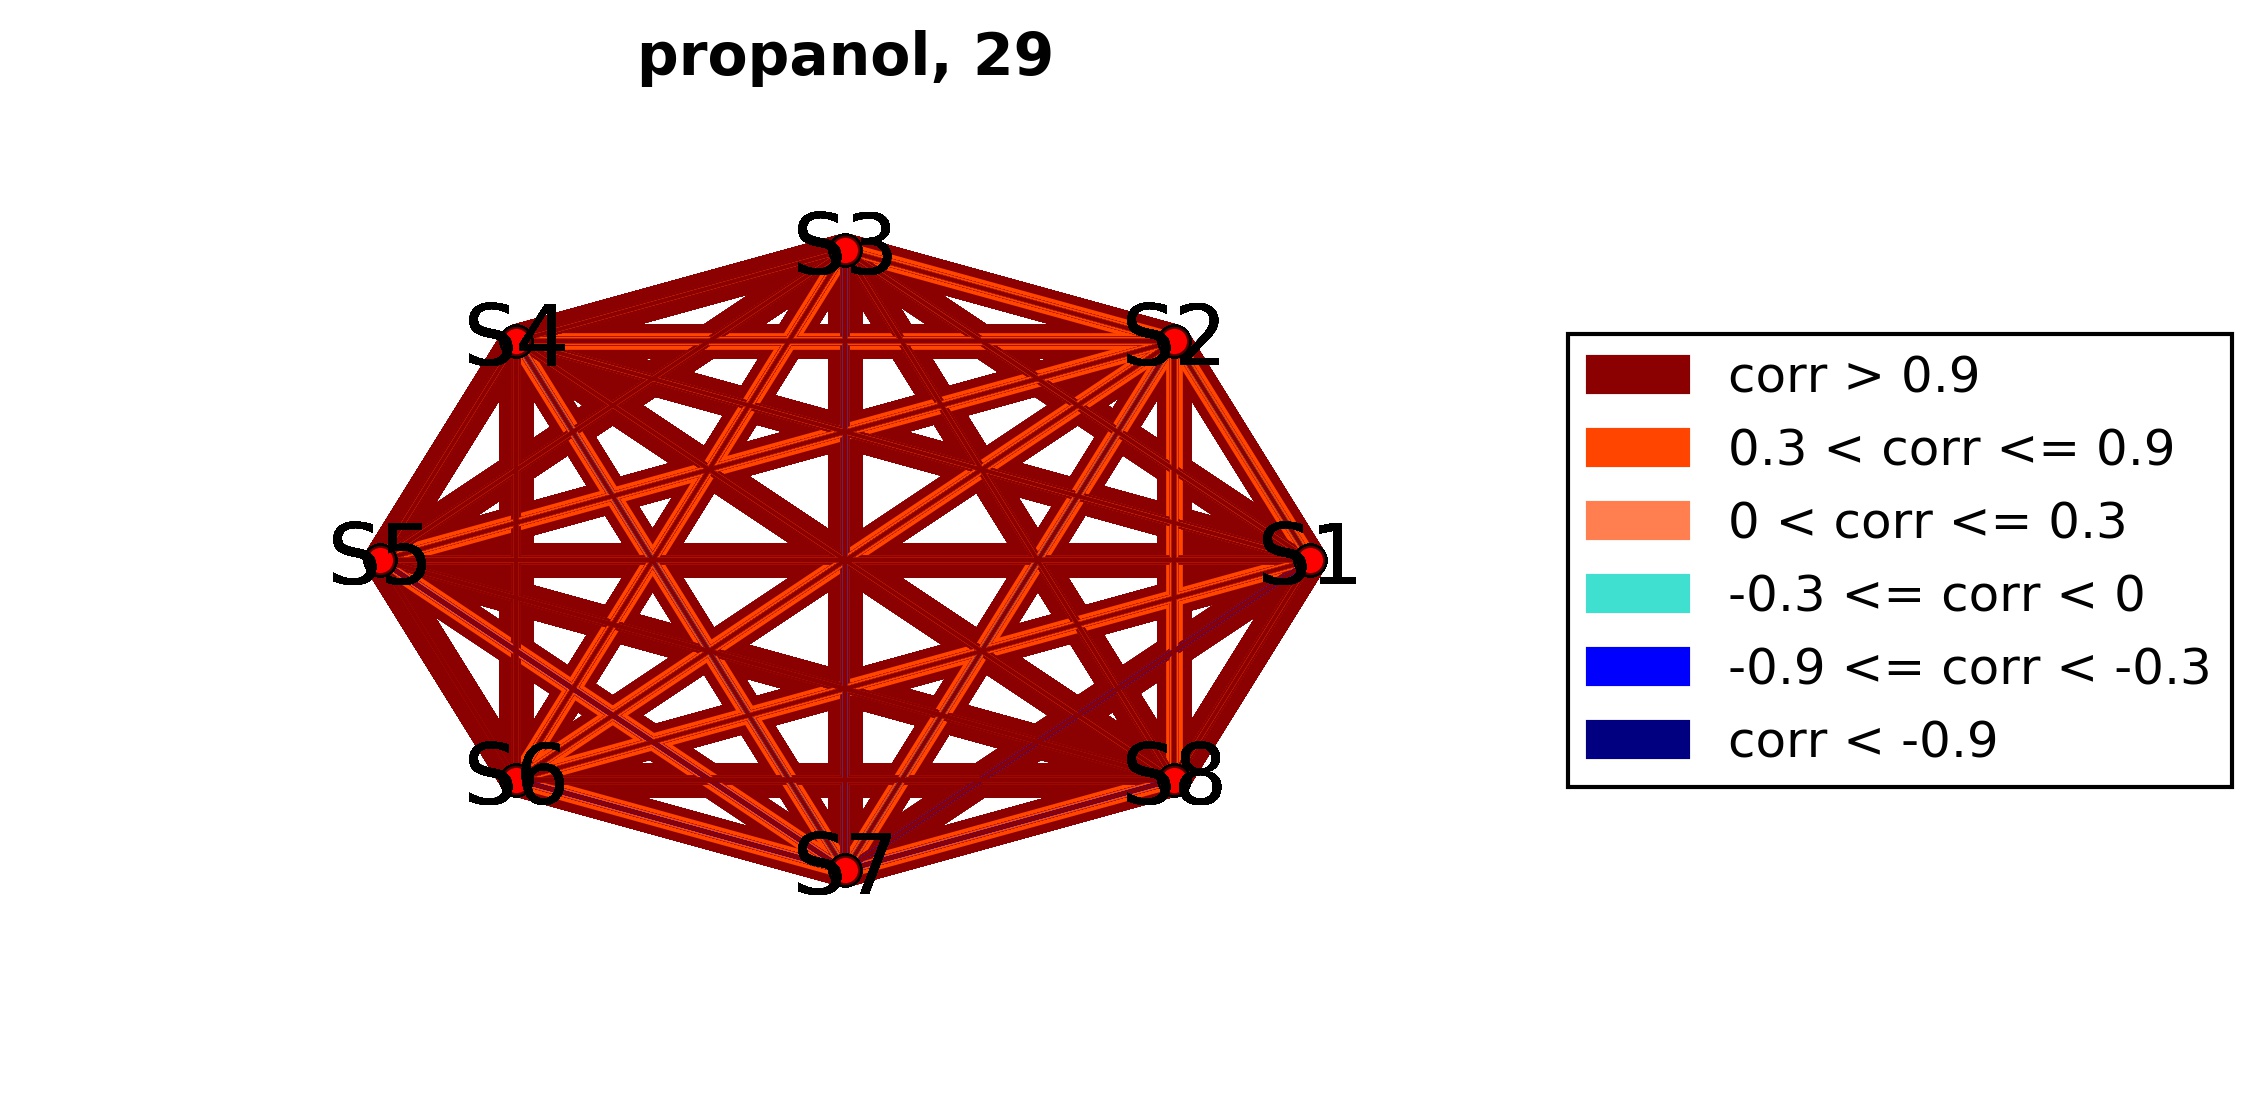 propanol, 29
S3
S4
S2
S5
S1
S6
S8
S7
corr > 0.9
0.3 < corr <= 0.9
0 < corr <= 0.3
-0.3 <= corr < 0
-0.9 <= corr < -0.3
corr < -0.9